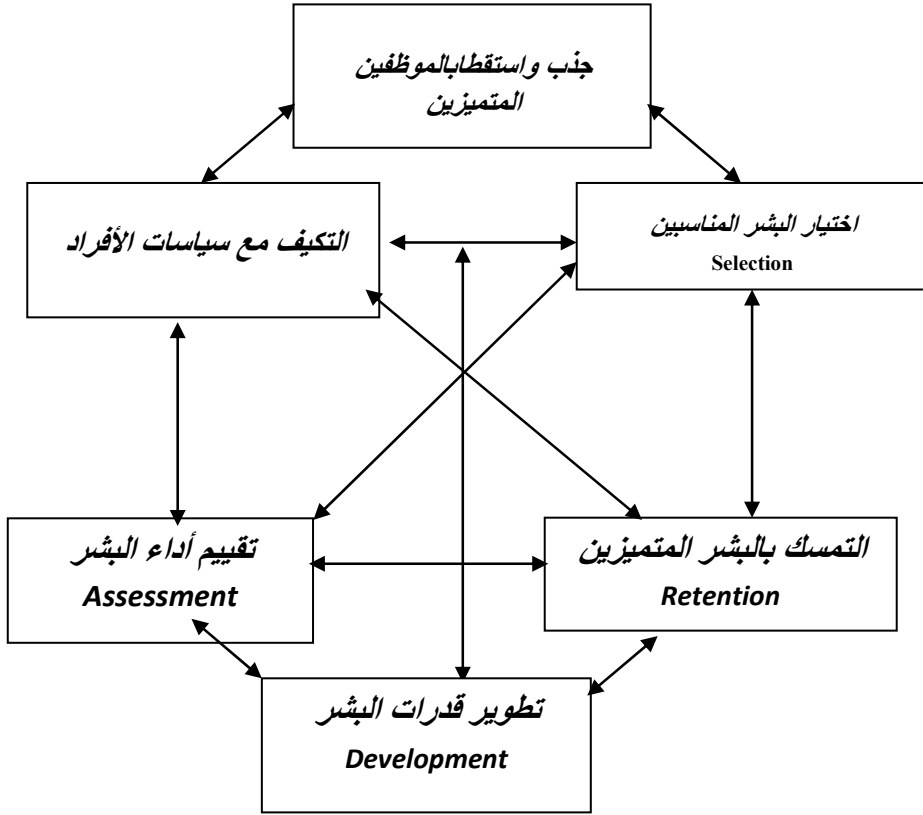 جذب واستقطابالموظفين
المتميزين
اختيار البشر المناسبين
Selection
التكيف مع سياسات الأفراد
التمسك بالبشر المتميزين
Retention
تقييم أداء البشر
Assessment
تطوير قدرات البشر
Development